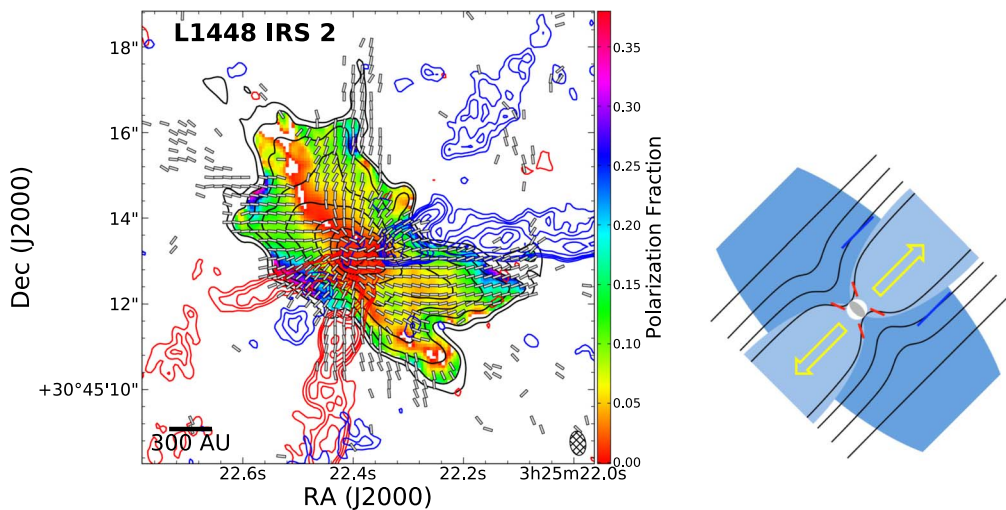 L1448 IRS 2
18"
16"
14"
12"
+30°45'10"
Dec (J2000)
300 AU
22.6s
22.4s
22.2s
3h25m22.0s
RA (J2000)
0.35
0.30
0.25
0.20
0.15
0.10
0.05
0.00
Polarization Fraction